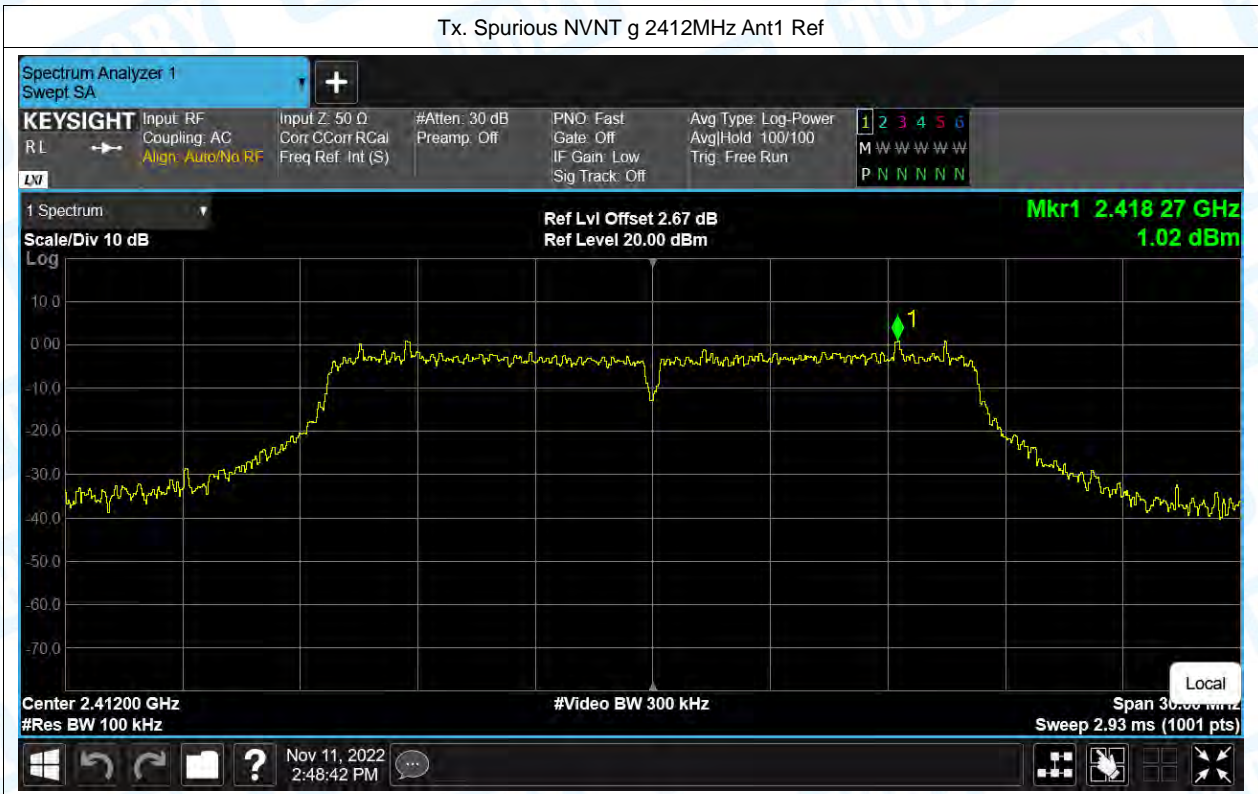 Tx. Spurious NVNT g 2412MHz Ant1 Ref
Spectrum Analyzer 1
Swept SA
+
KEYSIGHT
RL
LXI
Input: RF
Coupling: AC
Align: Auto/No RF
Input Z: 50 Ω
Corr CCorr RCal
Freq Ref: Int (S)
#Atten: 30 dB
Preamp: Off
PNO: Fast
Gate: Off
IF Gain: Low
Sig Track: Off
Avg Type: Log-Power
Avg|Hold: 100/100
Trig: Free Run
1 2 3 4 5 6
M W W W W W
P N N N N N
1 Spectrum
Scale/Div 10 dB
Ref Lvl Offset 2.67 dB
Ref Level 20.00 dBm
Mkr1 2.418 27 GHz
1.02 dBm
Log
10.0
0.00
-10.0
-20.0
-30.0
-40.0
-50.0
-60.0
-70.0
1
Center 2.41200 GHz
#Res BW 100 kHz
#Video BW 300 kHz
Local
Span 30.00 MHz
Sweep 2.93 ms (1001 pts)
?
Nov 11, 2022
2:48:42 PM